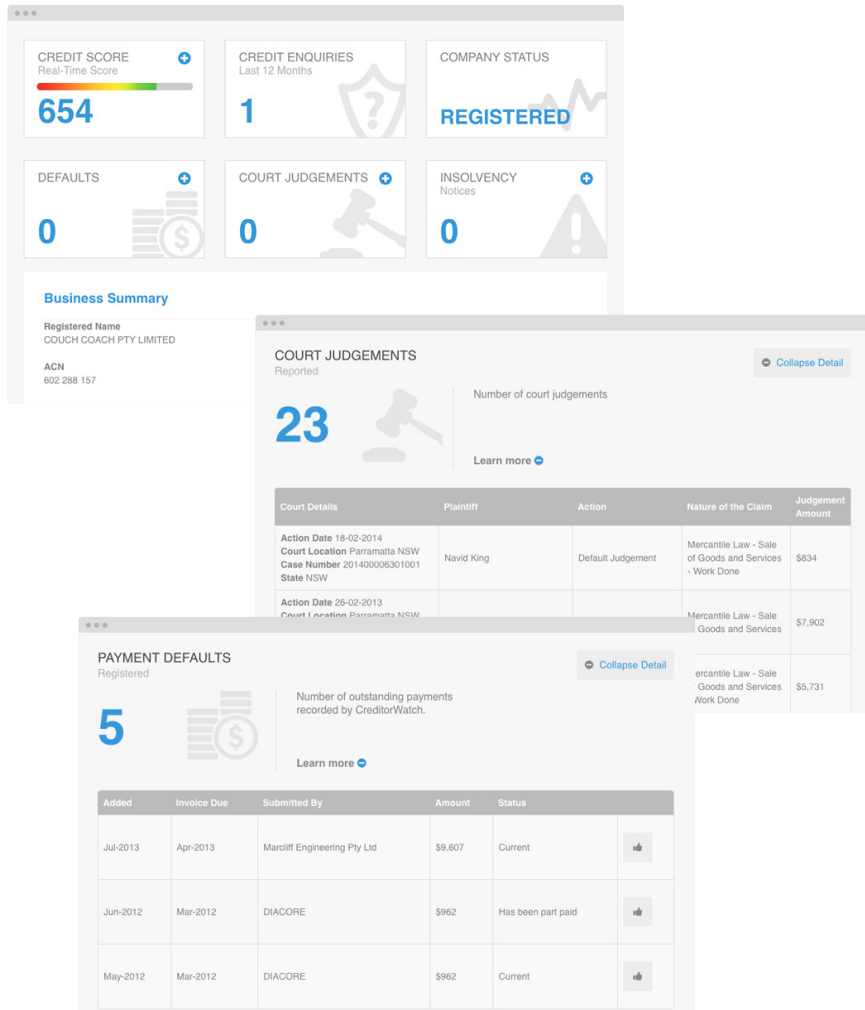 CREDIT SCORE
Real-Time Score
654
CREDIT ENQUIRIES
Last 12 Months
1
COMPANY STATUS
REGISTERED
DEFAULTS
0
COURT JUDGEMENTS
0
INSOLVENCY
Notices
0
Business Summary
Registered Name
COUCH COACH PTY LIMITED
ACN
602 288 157
COURT JUDGEMENTS
Reported
Collapse Detail
23
Number of court judgements
Learn more
Court Details Plaintiff Action Nature of the Claim Judgement Amount
Action Date 18-02-2014
Court Location Parramatta NSW
Case Number 201400006301001
State NSW
Navid King
Default Judgement
Mercantile Law - Sale
of Goods and Services
- Work Done
$834
Action Date 26-02-2013
Court Location Parramatta NSW
Mercantile Law - Sale
Goods and Services
$7,902
ercantile Law - Sale
Goods and Services
Work Done
$5,731
PAYMENT DEFAULTS
Registered
Collapse Detail
5
Number of outstanding payments
recorded by CreditorWatch.
Learn more
Added Invoice Due Submitted By Amount Status
Jul-2013 Apr-2013 Marcliff Engineering Pty Ltd $9,607 Current
Jun-2012 Mar-2012 DIACORE $962 Has been part paid
May-2012 Mar-2012 DIACORE $962 Current